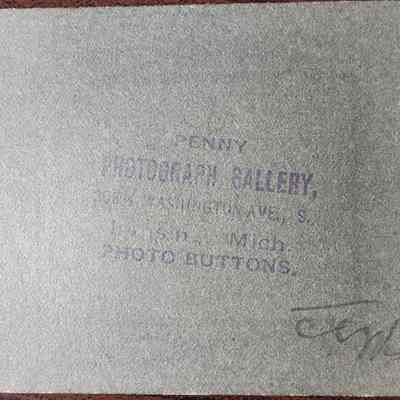 PENNY
PHOTOGRAPH GALLERY,
WASHINGTON AVE., S.
Mich.
PHOTO BUTTONS.